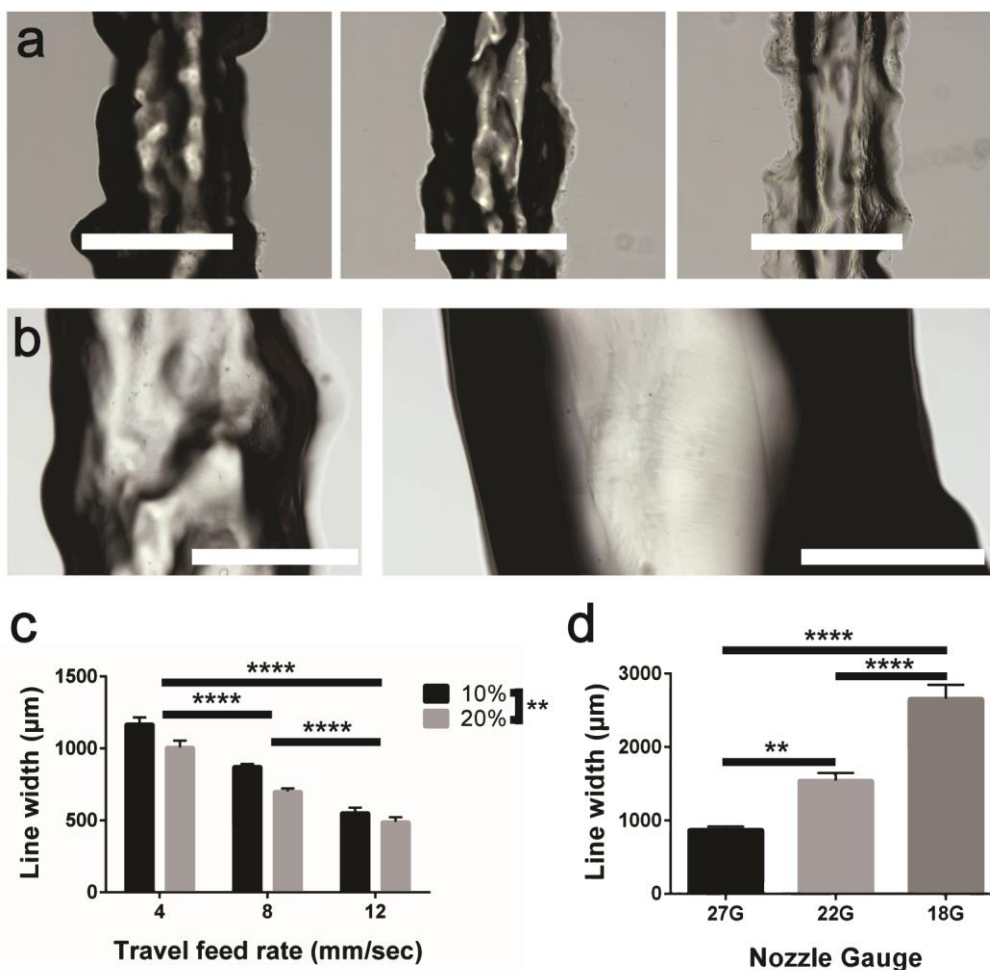 a
b
c
1500
1000
500
0
Line width (µm)
****
****
****
10%
20%
**
4
8
12
Travel feed rate (mm/sec)
d
3000
2000
1000
0
Line width (µm)
****
****
**
27G
22G
18G
Nozzle Gauge